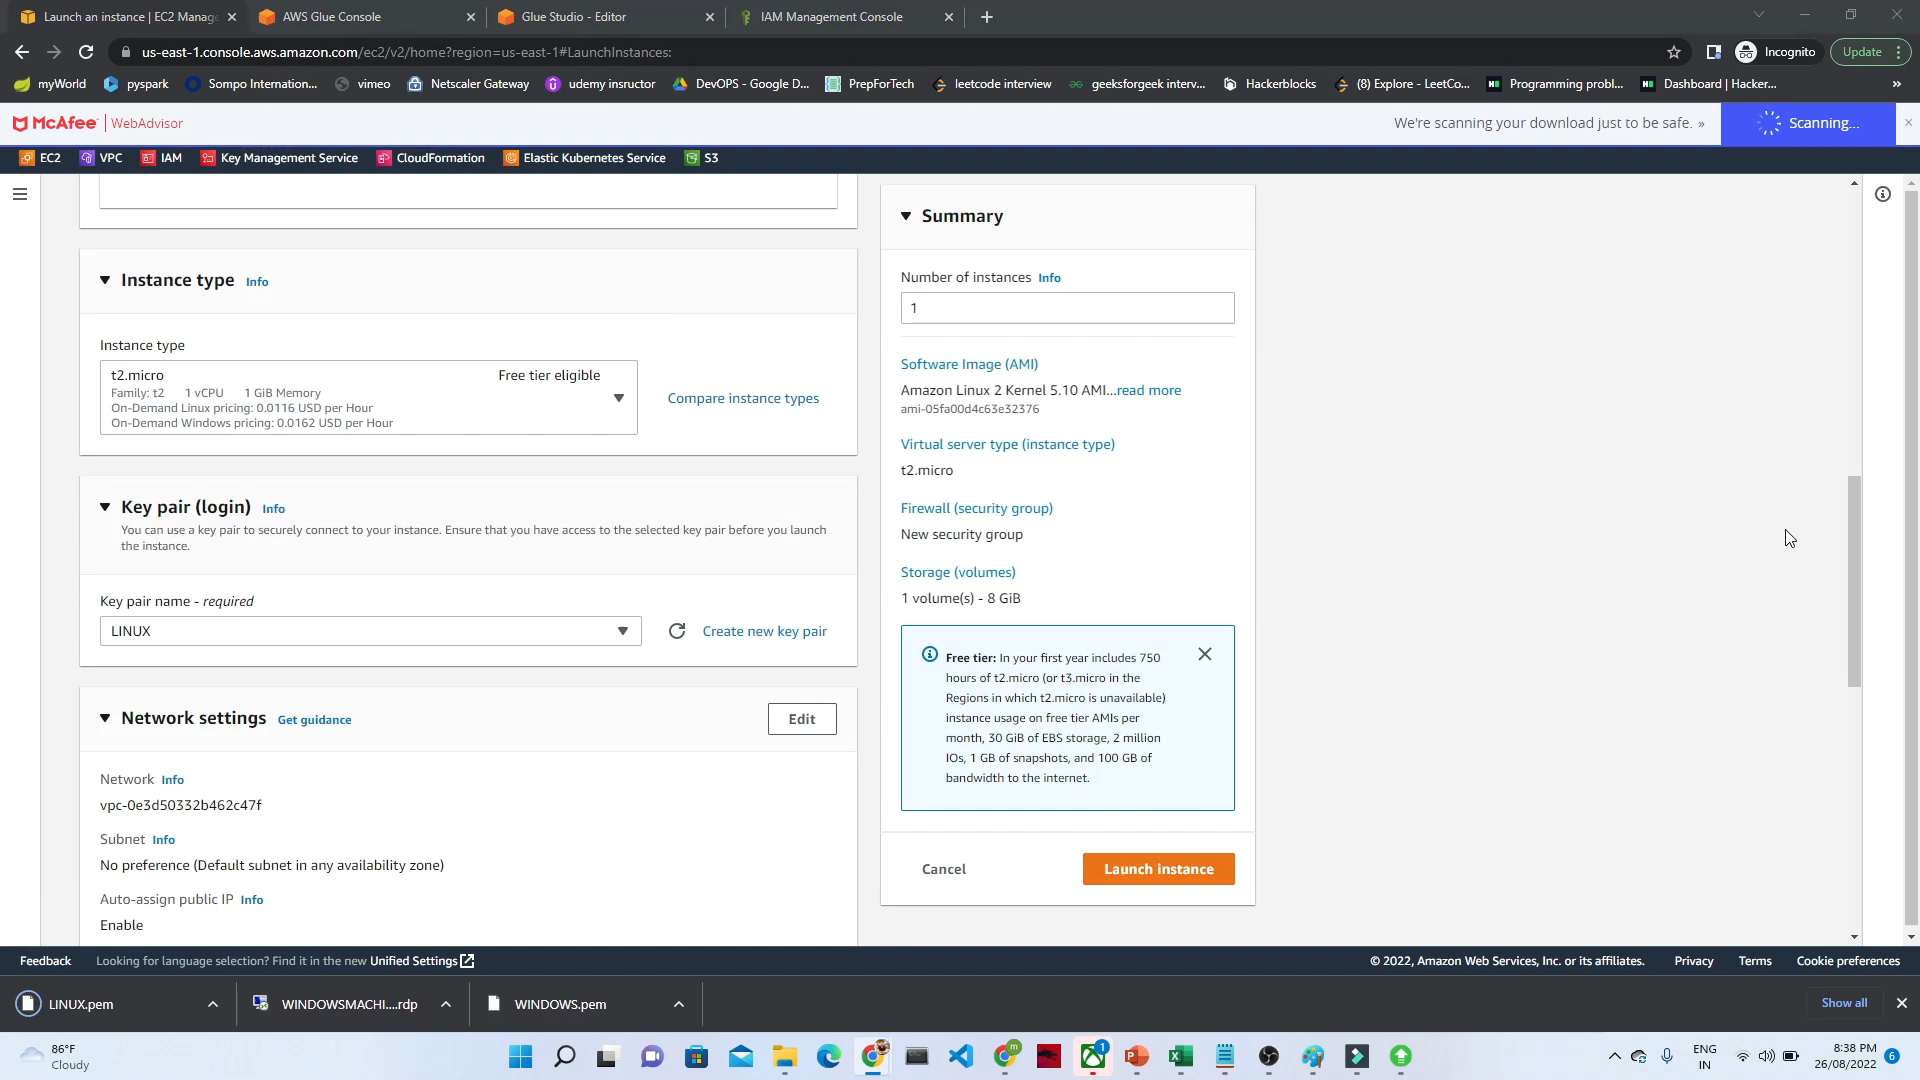 Launch an instance | EC2 Manage
AWS Glue Console
Glue Studio - Editor
IAM Management Console
us-east-1.console.aws.amazon.com/ec2/v2/home?region=us-east-1#LaunchInstances:
Incognito
Update
myWorld
pyspark
Sompo Internation...
vimeo
Netscaler Gateway
udemy insructor
DevOPS - Google D...
PrepForTech
leetcode interview
geeksforgeek interv...
Hackerblocks
(8) Explore - LeetCo...
Programming probl...
Dashboard | Hacker...
McAfee | WebAdvisor
We're scanning your download just to be safe. »
Scanning...
EC2
VPC
IAM
Key Management Service
CloudFormation
Elastic Kubernetes Service
S3
Instance type Info
Instance type
t2.micro
Free tier eligible
Family: t2 1 vCPU 1 GiB Memory
On-Demand Linux pricing: 0.0116 USD per Hour
On-Demand Windows pricing: 0.0162 USD per Hour
Compare instance types
Key pair (login) Info
You can use a key pair to securely connect to your instance. Ensure that you have access to the selected key pair before you launch
the instance.
Key pair name - required
LINUX
Create new key pair
Network settings Get guidance
Edit
Network Info
vpc-0e3d50332b462c47f
Subnet Info
No preference (Default subnet in any availability zone)
Auto-assign public IP Info
Enable
Summary
Number of instances Info
1
Software Image (AMI)
Amazon Linux 2 Kernel 5.10 AMI...read more
ami-05fa00d4c63e32376
Virtual server type (instance type)
t2.micro
Firewall (security group)
New security group
Storage (volumes)
1 volume(s) - 8 GiB
Free tier: In your first year includes 750
hours of t2.micro (or t3.micro in the
Regions in which t2.micro is unavailable)
instance usage on free tier AMIs per
month, 30 GiB of EBS storage, 2 million
IOs, 1 GB of snapshots, and 100 GB of
bandwidth to the internet.
Cancel
Launch instance
Feedback
Looking for language selection? Find it in the new Unified Settings
© 2022, Amazon Web Services, Inc. or its affiliates.
Privacy
Terms
Cookie preferences
LINUX.pem
WINDOWSMACHI....rdp
WINDOWS.pem
Show all
86°F
Cloudy
ENG
IN
8:38 PM
26/08/2022
6